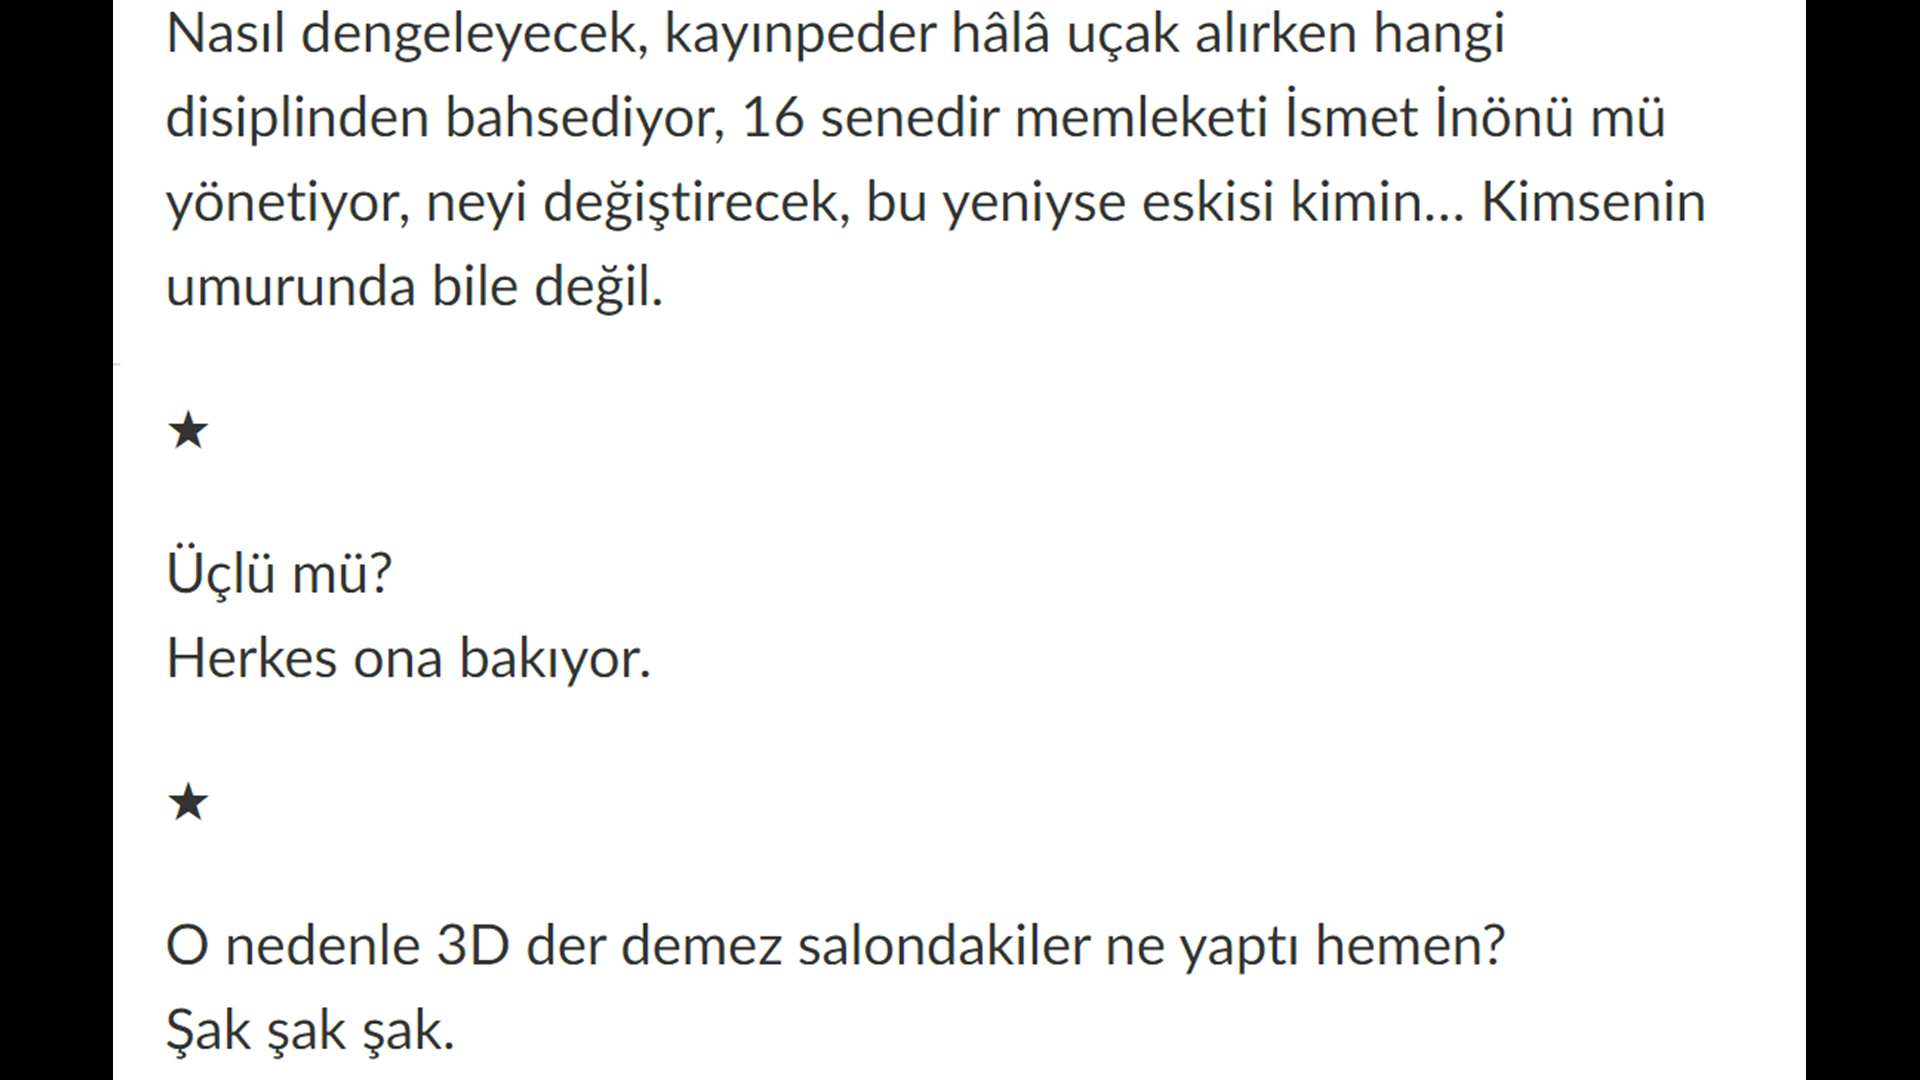 Nasıl dengeleyecek, kayınpeder hâlâ uçak alırken hangi
disiplinden bahsediyor, 16 senedir memleketi İsmet İnönü mü
yönetiyor, neyi değiştirecek, bu yeniyse eskisi kimin... Kimsenin
umurunda bile değil.
★
Üçlü mü?
Herkes ona bakıyor.
★
O nedenle 3D der demez salondakiler ne yaptı hemen?
Şak şak şak.